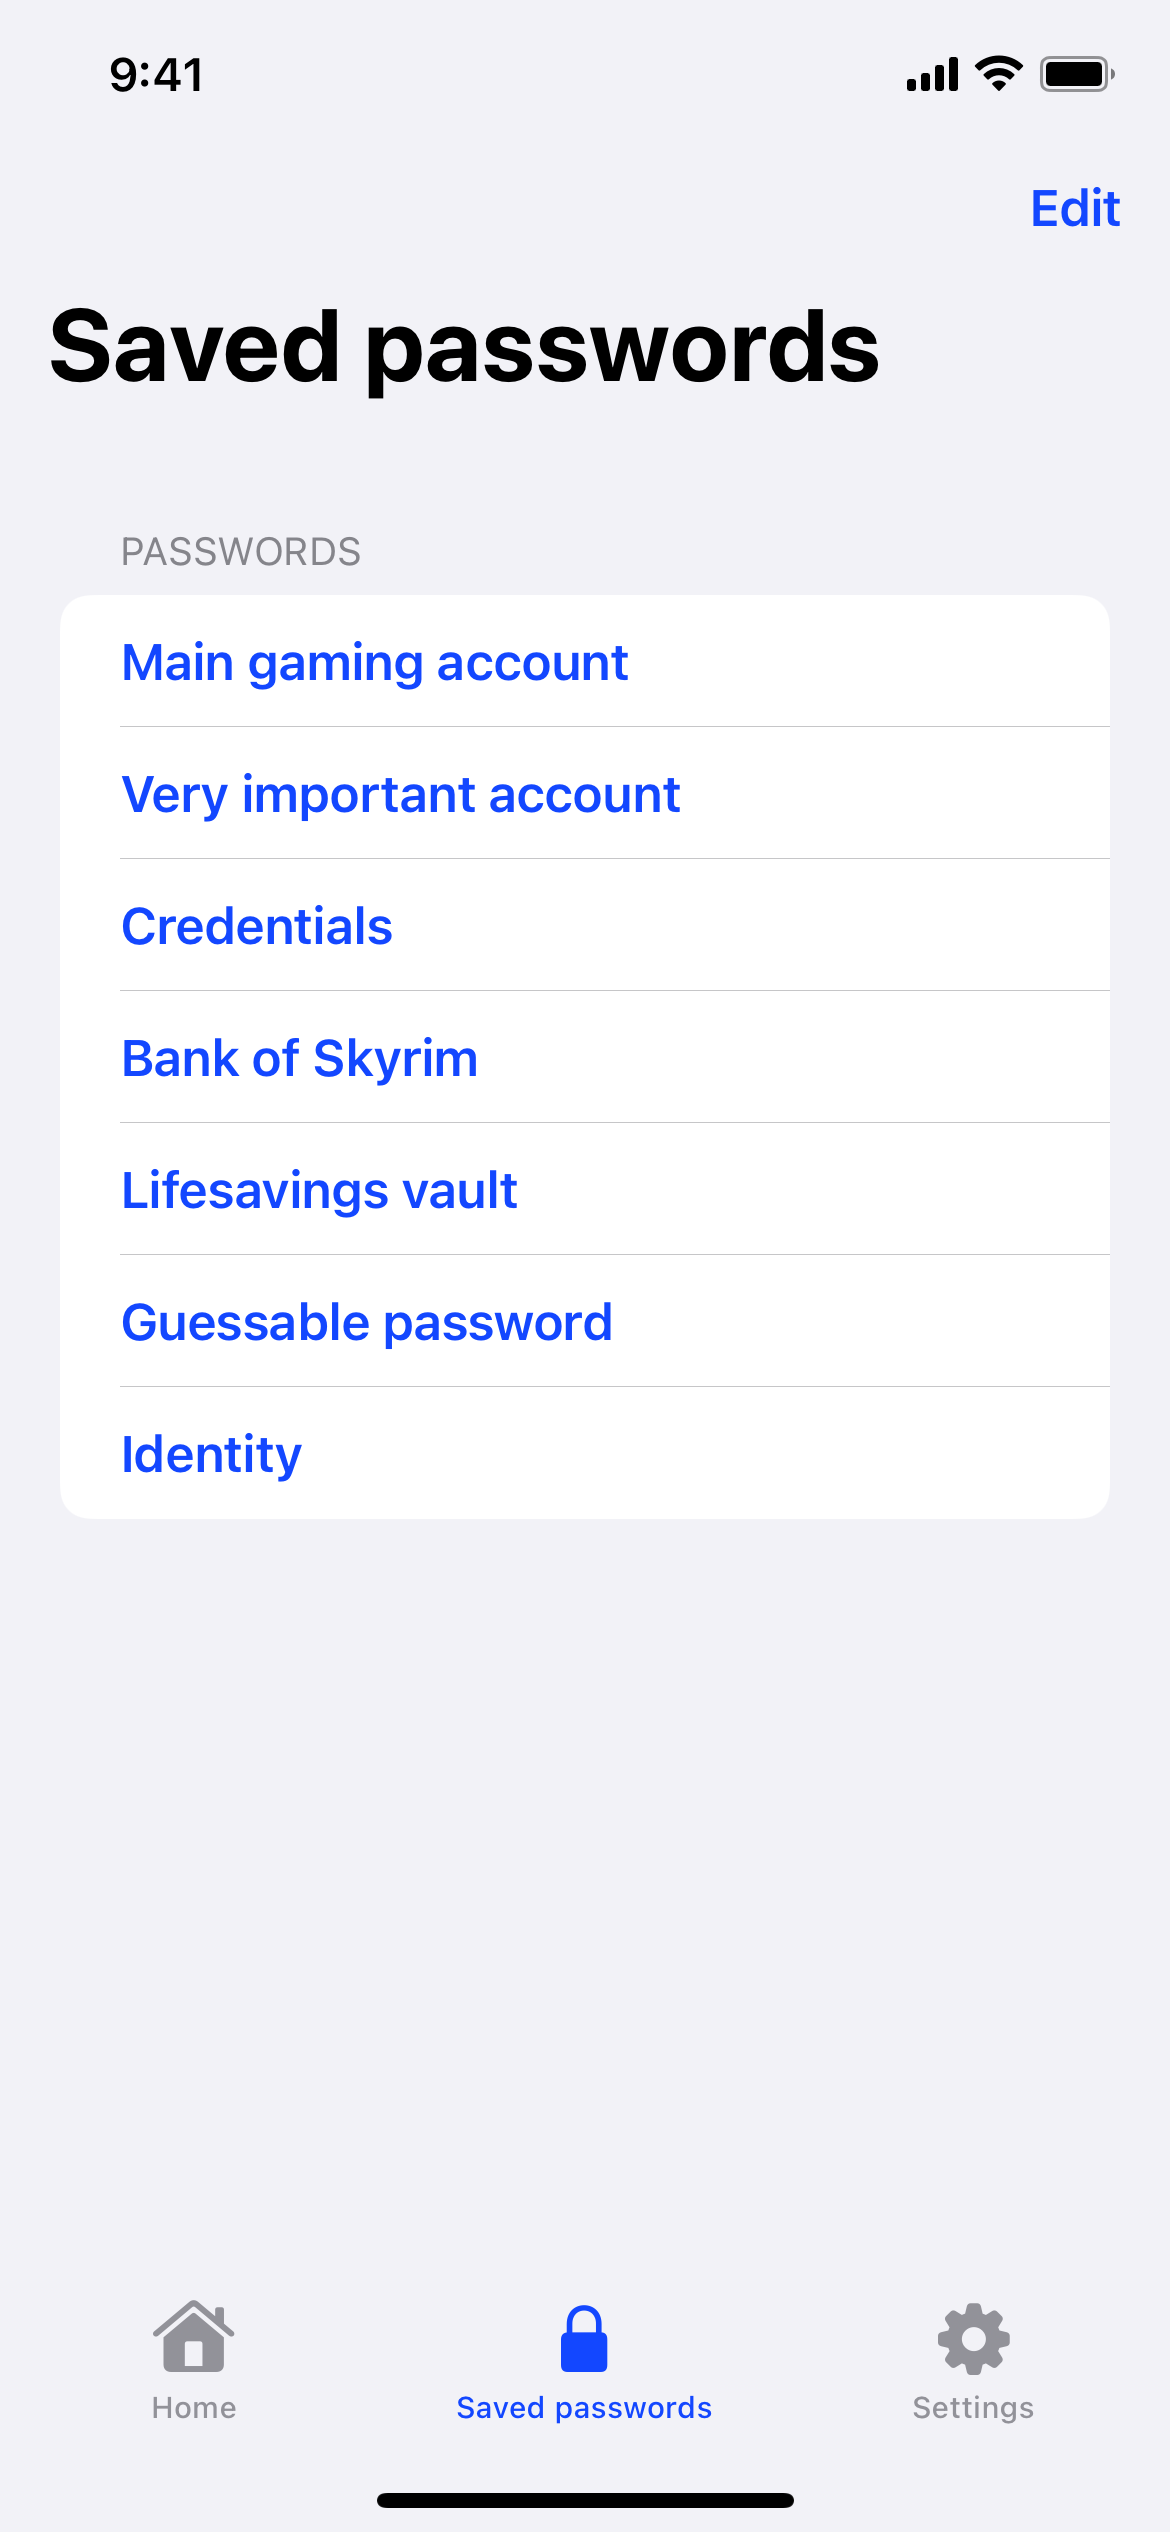 9:41
Edit
Saved passwords
PASSWORDS
Main gaming account
Very important account
Credentials
Bank of Skyrim
Lifesavings vault
Guessable password
Identity
Home
Saved passwords
Settings